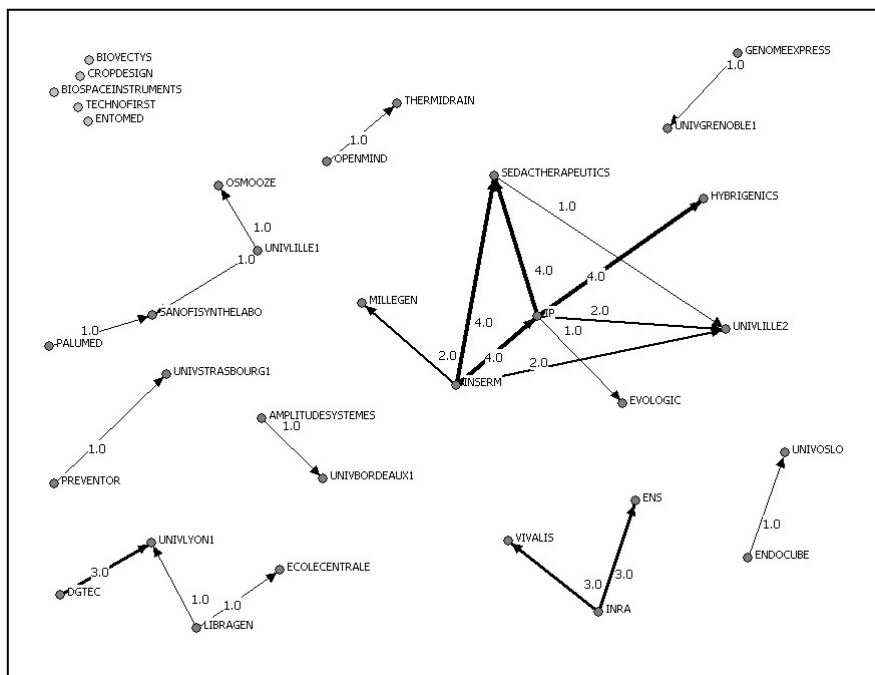 BIOVECTYS
CROPDESIGN
BIOSPACEINSTRUMENTS
TECHNOFIRST
ENTOMED
GENOMEEXPRESS
1.0
UNIVGRENOBLE1
THERMIDRAIN
1.0
OPENMIND
OSMOOZE
1.0
UNIVLILLE1
1.0
SANOFISYNTHELABO
1.0
PALUMED
SEDACTHERAPEUTICS
1.0
HYBRIGENICS
4.0
4.0
MILLEGEN
IP
2.0
1.0
UNIVLILLE2
4.0
2.0
4.0
2.0
INSERM
EVOLOGIC
UNIVSTRASBOURG1
1.0
PREVENTOR
AMPLITUDESYSTEMES
1.0
UNIVBORDEAUX1
UNIVOSLO
1.0
ENDOCUBE
ENS
VIVALIS
3.0
3.0
INRA
UNIVLYON1
3.0
DGTEC
ECOLECENTRALE
1.0
1.0
LIBRAGEN